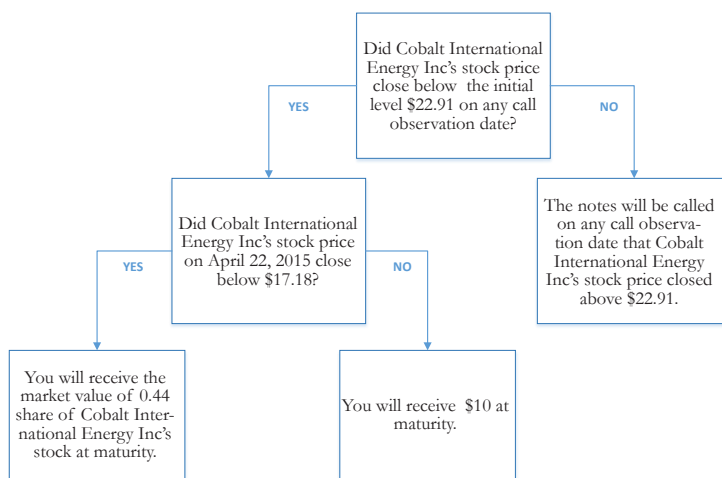 Did Cobalt International
Energy Inc's stock price
close below the initial
level $22.91 on any call
observation date?
YES
NO
Did Cobalt International
Energy Inc's stock price
on April 22, 2015 close
below $17.18?
The notes will be called
on any call observa-
tion date that Cobalt
International Energy
Inc's stock price closed
above $22.91.
YES
NO
You will receive the
market value of 0.44
share of Cobalt Inter-
national Energy Inc's
stock at maturity.
You will receive $10 at
maturity.